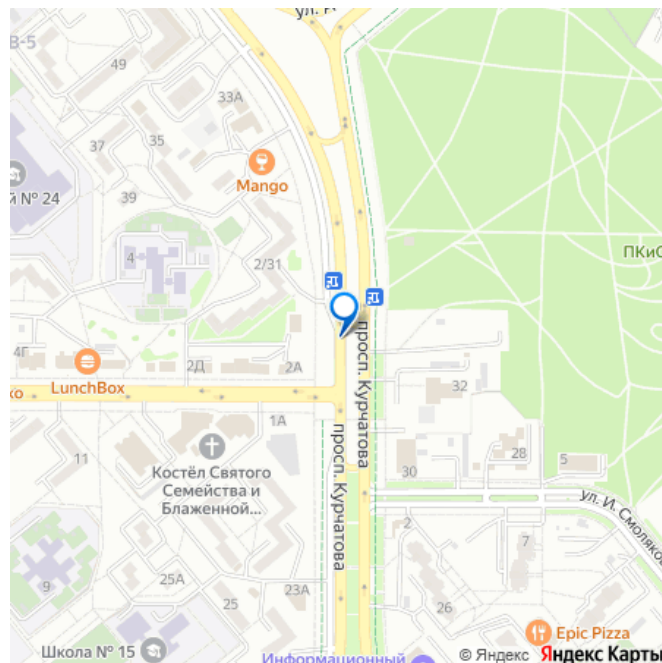 ул. К
В-5
49
33А
35
37
Mango
й № 24
39
ПКиО
4
2/31
4Г
просп. Курчатова
LunchBox
2Д
2А
ко
32
1А
просп. Курчатова
Костёл Святого
Семейства и
Блаженной...
11
28
5
30
ул. И. Смоляков
2
7
25А
9
23А
25
26
Школа № 15
Epic Pizza
Информационный
© Яндекс Яндекс Карты